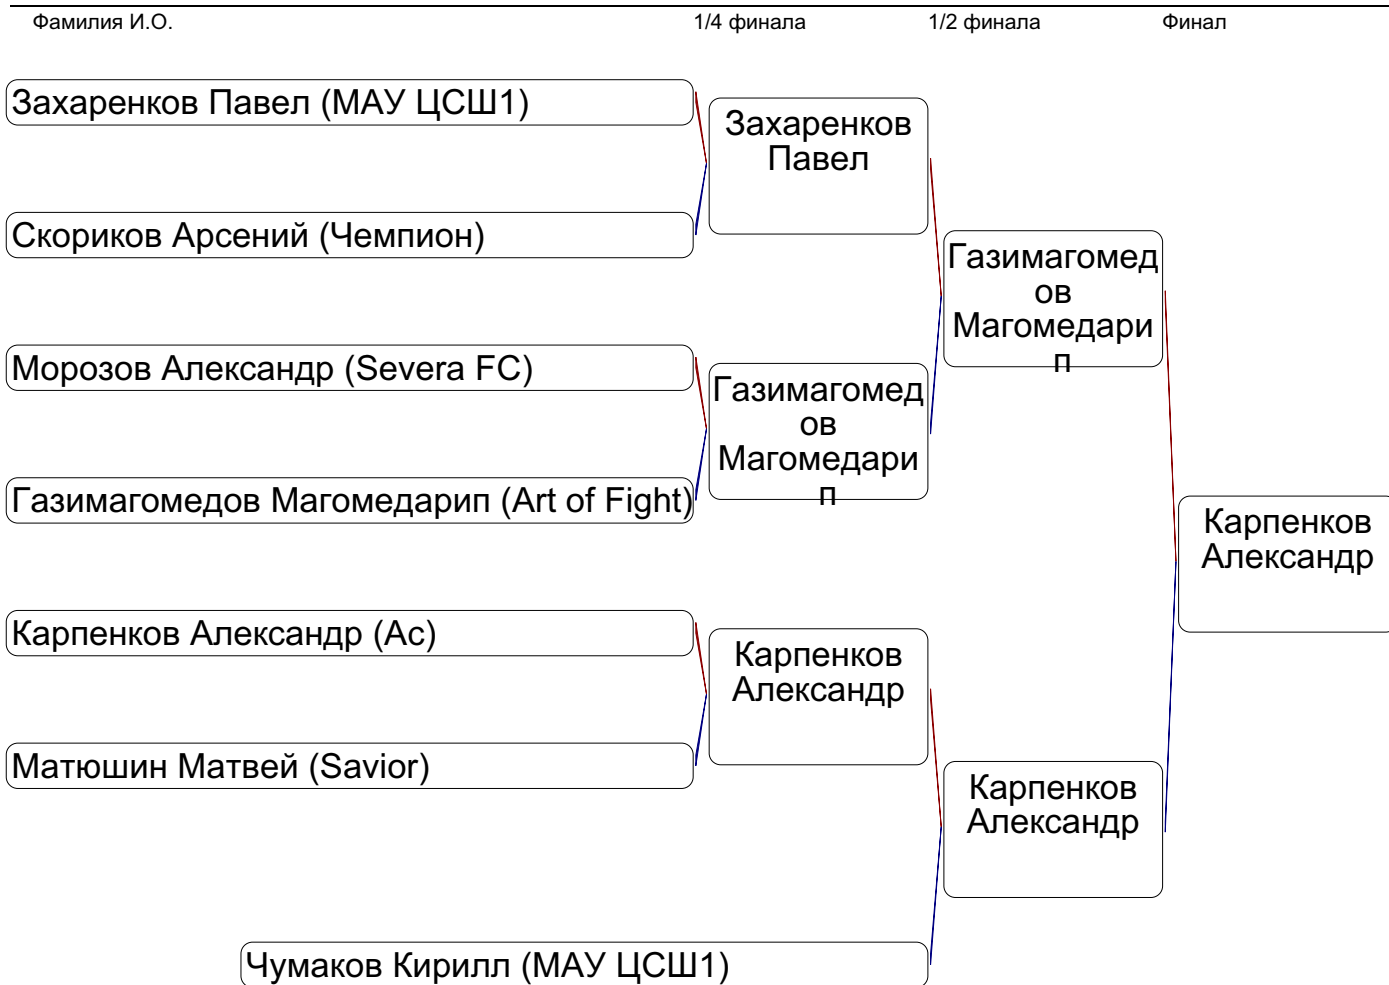 Фамилия И.О. 1/4 финала 1/2 финала Финал
Захаренков Павел (МАУ ЦСШ1)
Захаренков
Павел
Скориков Арсений (Чемпион)
Газимагомед
ов
Магомедари
п
Морозов Александр (Severa FC)
Газимагомед
ов
Магомедари
п
Газимагомедов Магомедарип (Art of Fight)
Карпенков
Александр
Карпенков Александр (Ас)
Карпенков
Александр
Матюшин Матвей (Savior)
Карпенков
Александр
Чумаков Кирилл (МАУ ЦСШ1)